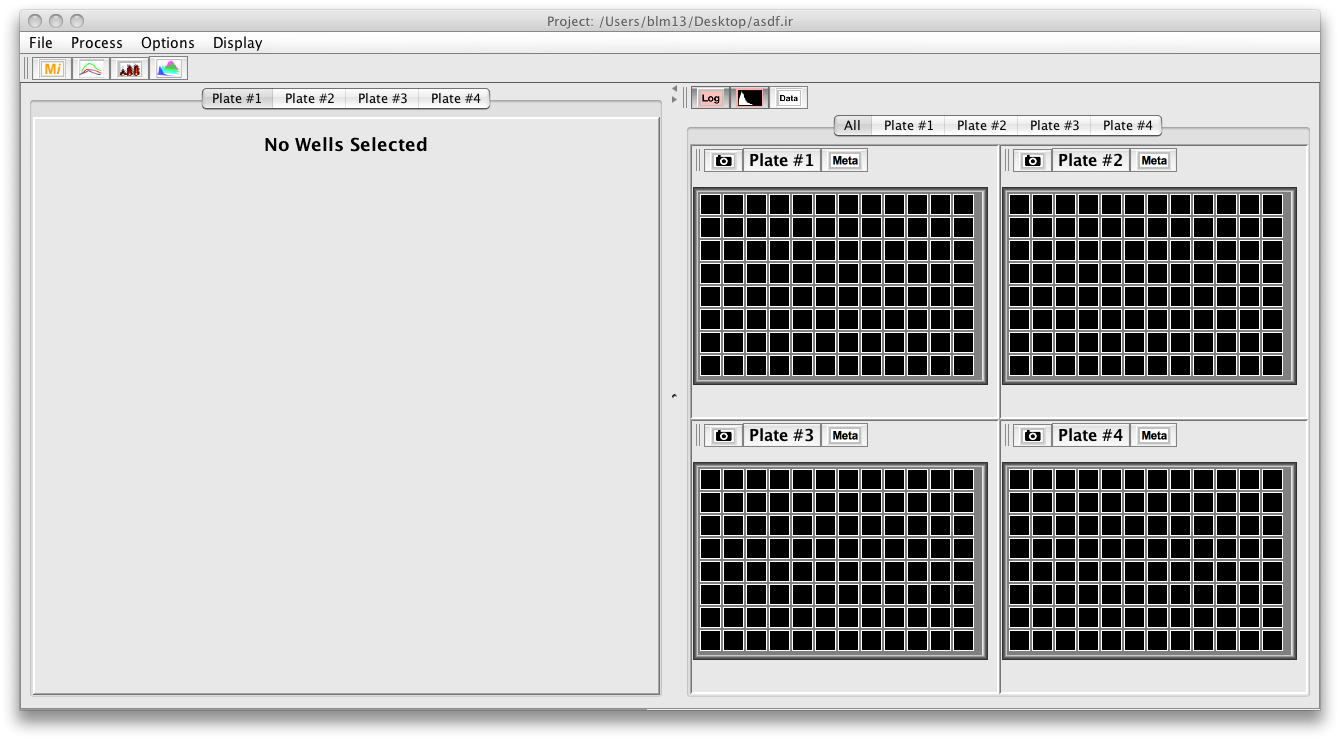 Project: /Users/blm13/Desktop/asdf.ir
File Process Options Display
Mi
Plate #1 Plate #2 Plate #3 Plate #4
No Wells Selected
Log Data
All Plate #1 Plate #2 Plate #3 Plate #4
Plate #1 Meta
Plate #2 Meta
Plate #3 Meta
Plate #4 Meta